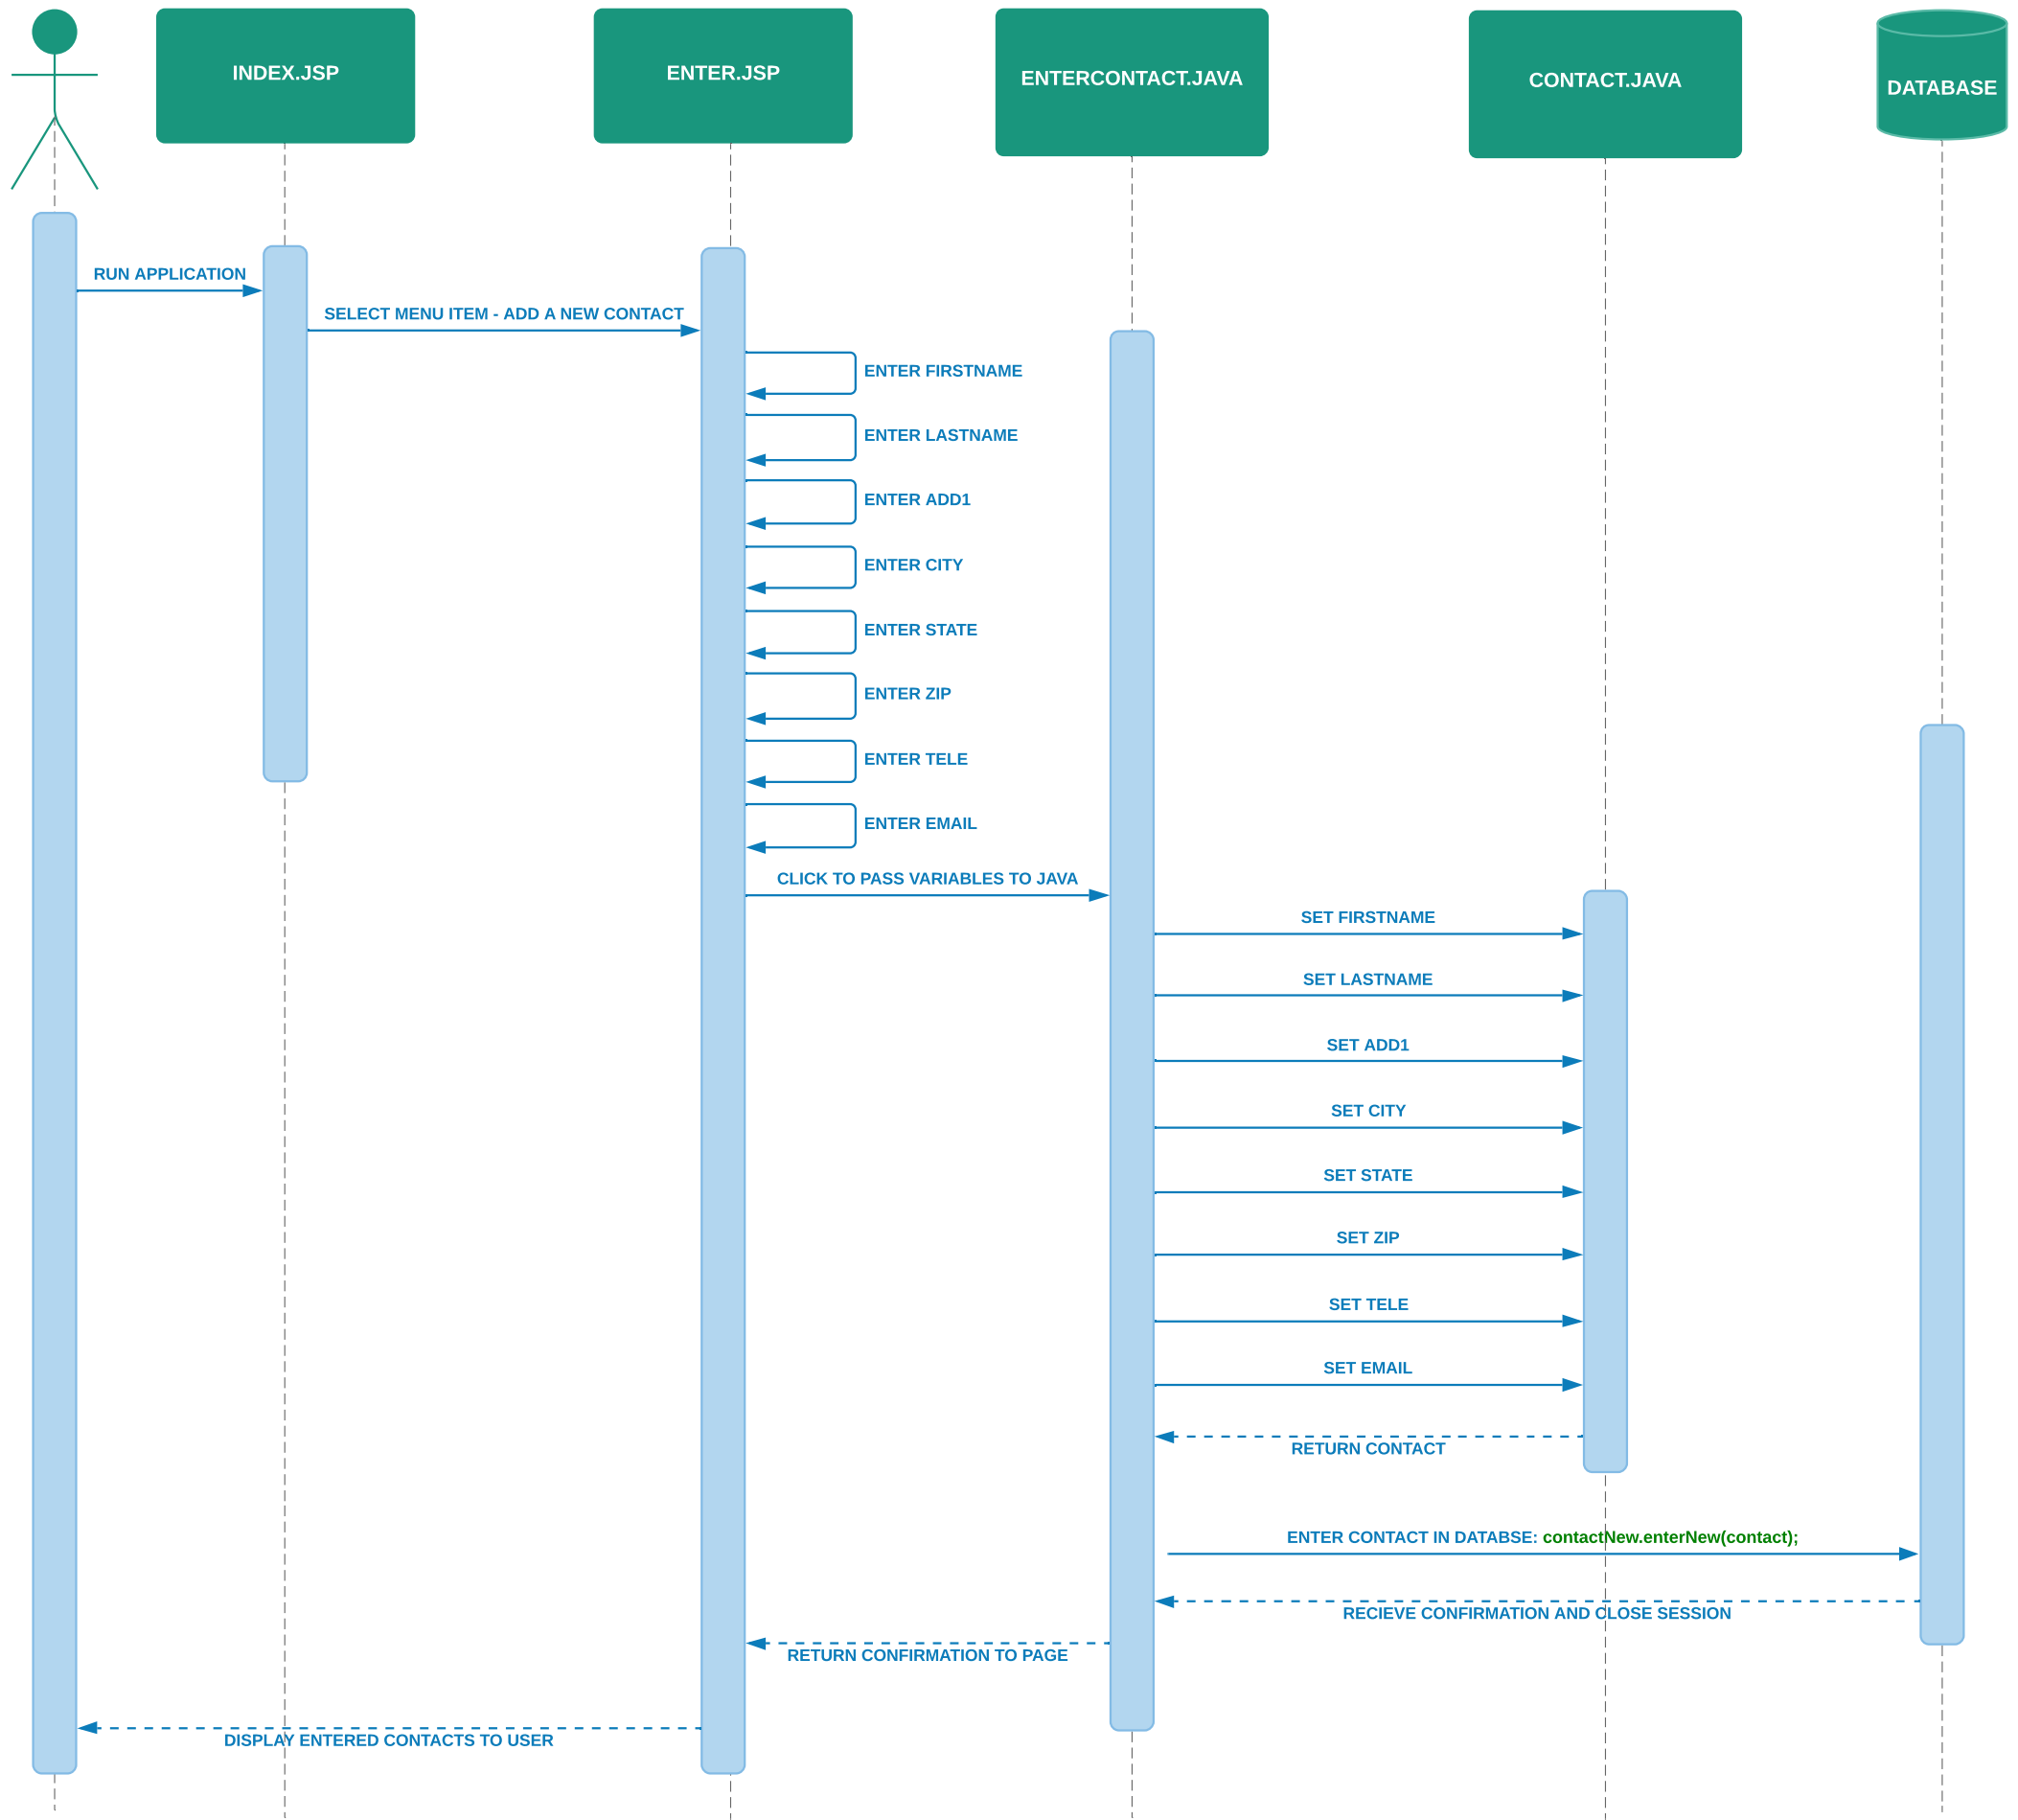 INDEX.JSP
ENTER.JSP
ENTERCONTACT.JAVA
CONTACT.JAVA
DATABASE
RUN APPLICATION
SELECT MENU ITEM - ADD A NEW CONTACT
ENTER FIRSTNAME
ENTER LASTNAME
ENTER ADD1
ENTER CITY
ENTER STATE
ENTER ZIP
ENTER TELE
ENTER EMAIL
CLICK TO PASS VARIABLES TO JAVA
SET FIRSTNAME
SET LASTNAME
SET ADD1
SET CITY
SET STATE
SET ZIP
SET TELE
SET EMAIL
RETURN CONTACT
ENTER CONTACT IN DATABSE: contactNew.enterNew(contact);
RECIEVE CONFIRMATION AND CLOSE SESSION
RETURN CONFIRMATION TO PAGE
DISPLAY ENTERED CONTACTS TO USER